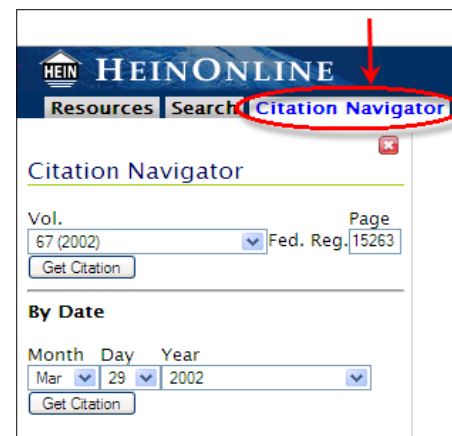 HEIN HEINONLINE
Resources Search Citation Navigator
Citation Navigator
Vol. Page
67 (2002) Fed. Reg. 15263
Get Citation
By Date
Month Day Year
Mar 29 2002
Get Citation